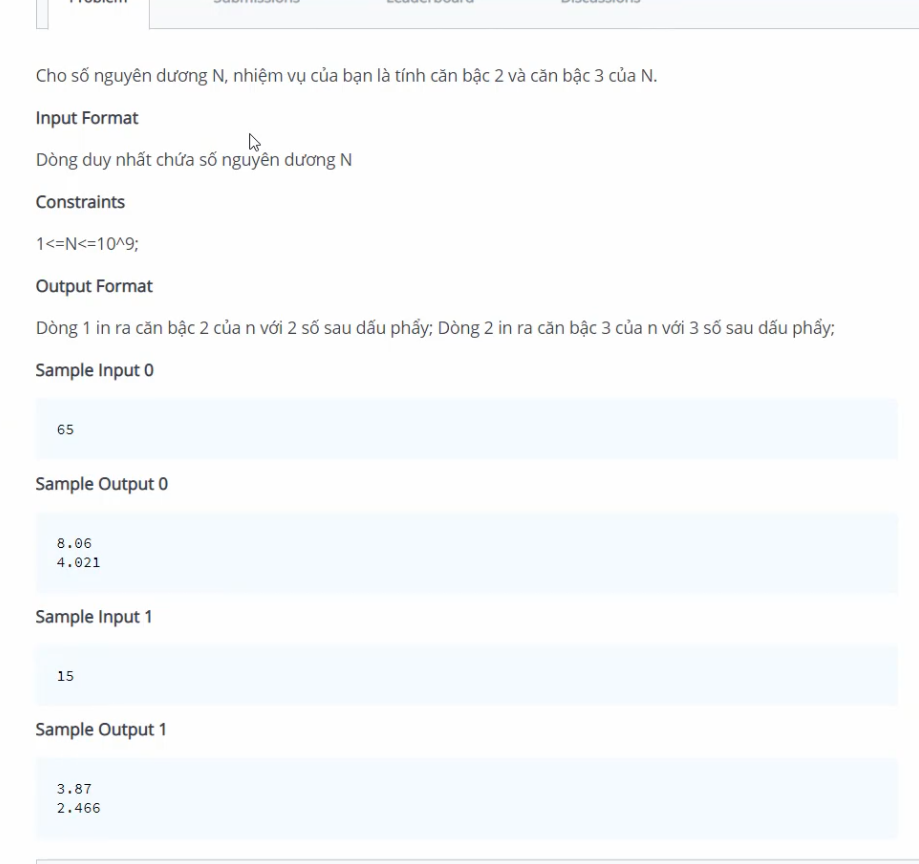 Problem Submissions Leaderboard Discussions
Cho số nguyên dương N, nhiệm vụ của bạn là tính căn bậc 2 và căn bậc 3 của N.
Input Format
Dòng duy nhất chứa số nguyên dương N
Constraints
1<=N<=10^9;
Output Format
Dòng 1 in ra căn bậc 2 của n với 2 số sau dấu phẩy; Dòng 2 in ra căn bậc 3 của n với 3 số sau dấu phẩy;
Sample Input 0
65
Sample Output 0
8.06
4.021
Sample Input 1
15
Sample Output 1
3.87
2.466